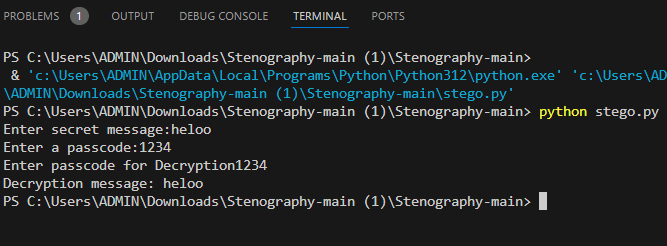 PROBLEMS 1 OUTPUT DEBUG CONSOLE TERMINAL PORTS
PS C:\Users\ADMIN\Downloads\Stenography-main (1)\Stenography-main>
& 'c:\Users\ADMIN\AppData\Local\Programs\Python\Python312\python.exe' 'c:\Users\AD
\ADMIN\Downloads\Stenography-main (1)\Stenography-main\stego.py'
PS C:\Users\ADMIN\Downloads\Stenography-main (1)\Stenography-main> python stego.py
Enter secret message:heloo
Enter a passcode:1234
Enter passcode for Decryption1234
Decryption message: heloo
PS C:\Users\ADMIN\Downloads\Stenography-main (1)\Stenography-main>